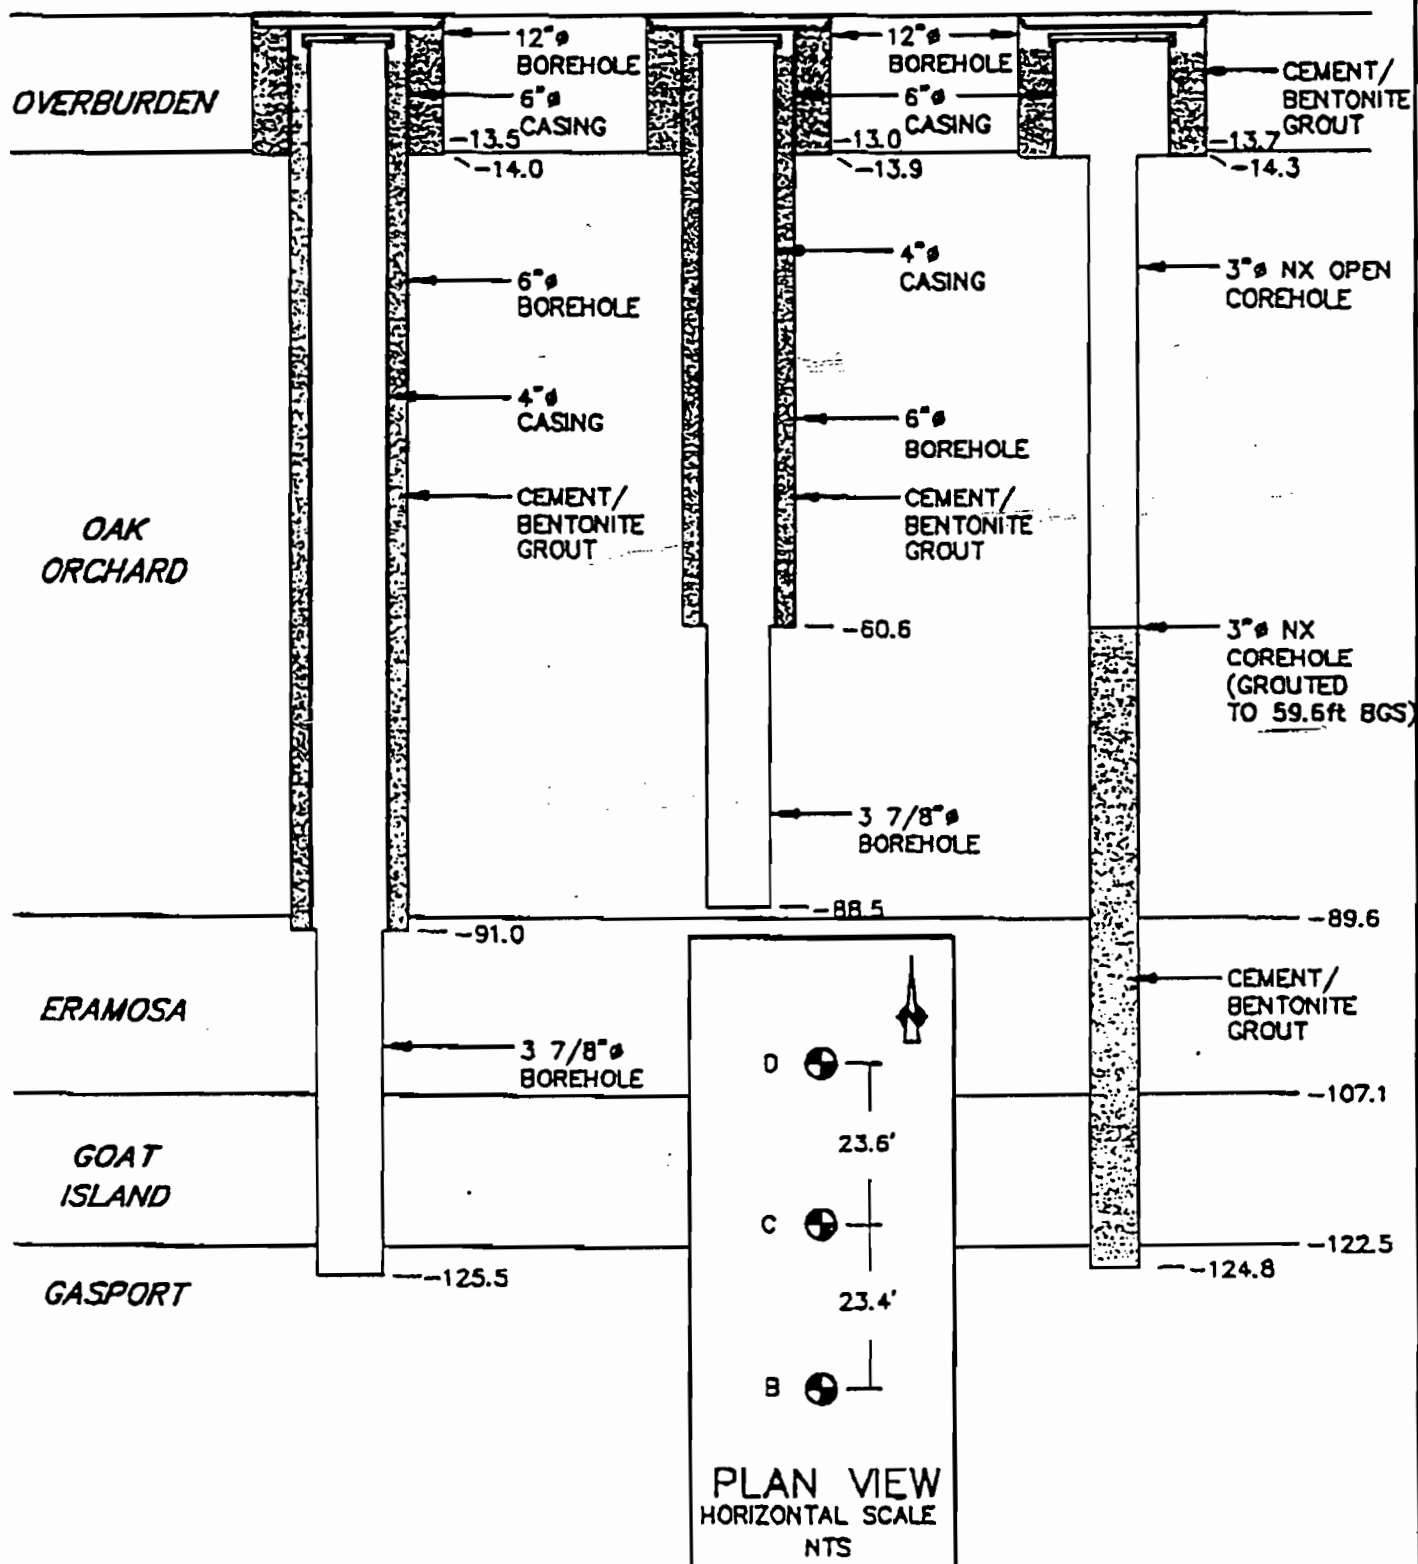 12"ø
BOREHOLE
6"ø
CASING
-13.5
-14.0
12"ø
BOREHOLE
6"ø
CASING
-13.0
-13.9
CEMENT/
BENTONITE
GROUT
-13.7
-14.3
OVERBURDEN
6"ø
BOREHOLE
4"ø
CASING
CEMENT/
BENTONITE
GROUT
4"ø
CASING
6"ø
BOREHOLE
CEMENT/
BENTONITE
GROUT
3"ø NX OPEN
COREHOLE
OAK
ORCHARD
-60.6
3"ø NX
COREHOLE
(GROUTED
TO 59.6ft BGS)
3 7/8"ø
BOREHOLE
-88.5
-89.6
-91.0
ERAMOSA
3 7/8"ø
BOREHOLE
CEMENT/
BENTONITE
GROUT
-107.1
GOAT
ISLAND
-122.5
-124.8
-125.5
GASPORT
D
23.6'
C
23.4'
B
PLAN VIEW
HORIZONTAL SCALE
NTS